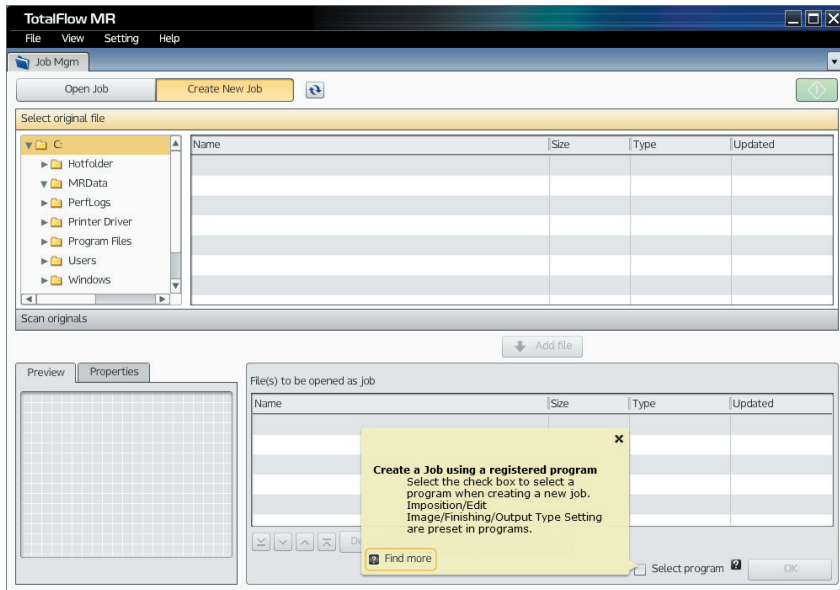 TotalFlow MR
File View Setting Help
Job Mgm
Open Job Create New Job
Select original file
C:
Hotfolder
MRData
PerfLogs
Printer Driver
Program Files
Users
Windows
Name Size Type Updated
Scan originals
Add file
Preview Properties
File(s) to be opened as job
Name Size Type Updated
Create a Job using a registered program
Select the check box to select a
program when creating a new job.
Imposition/Edit
Image/Finishing/Output Type Setting
are preset in programs.
? Find more
Select program ? OK